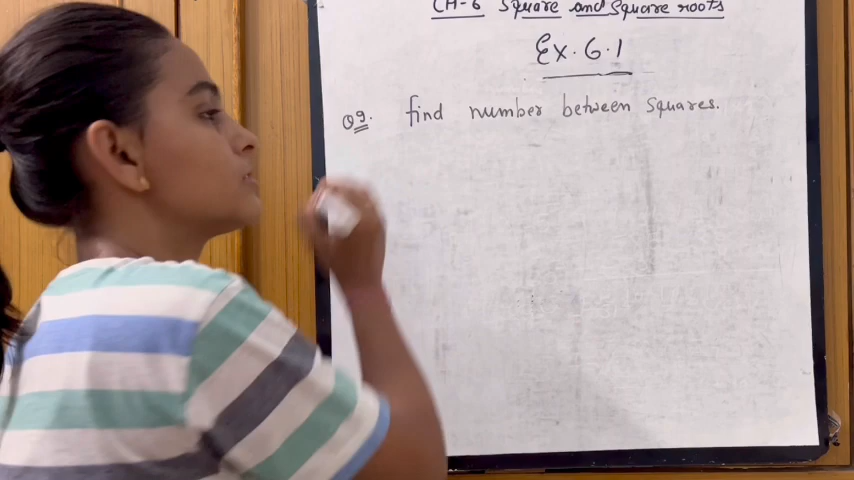 CH-6 Square and Square roots
Ex. 6.1
Q9. find number between squares.